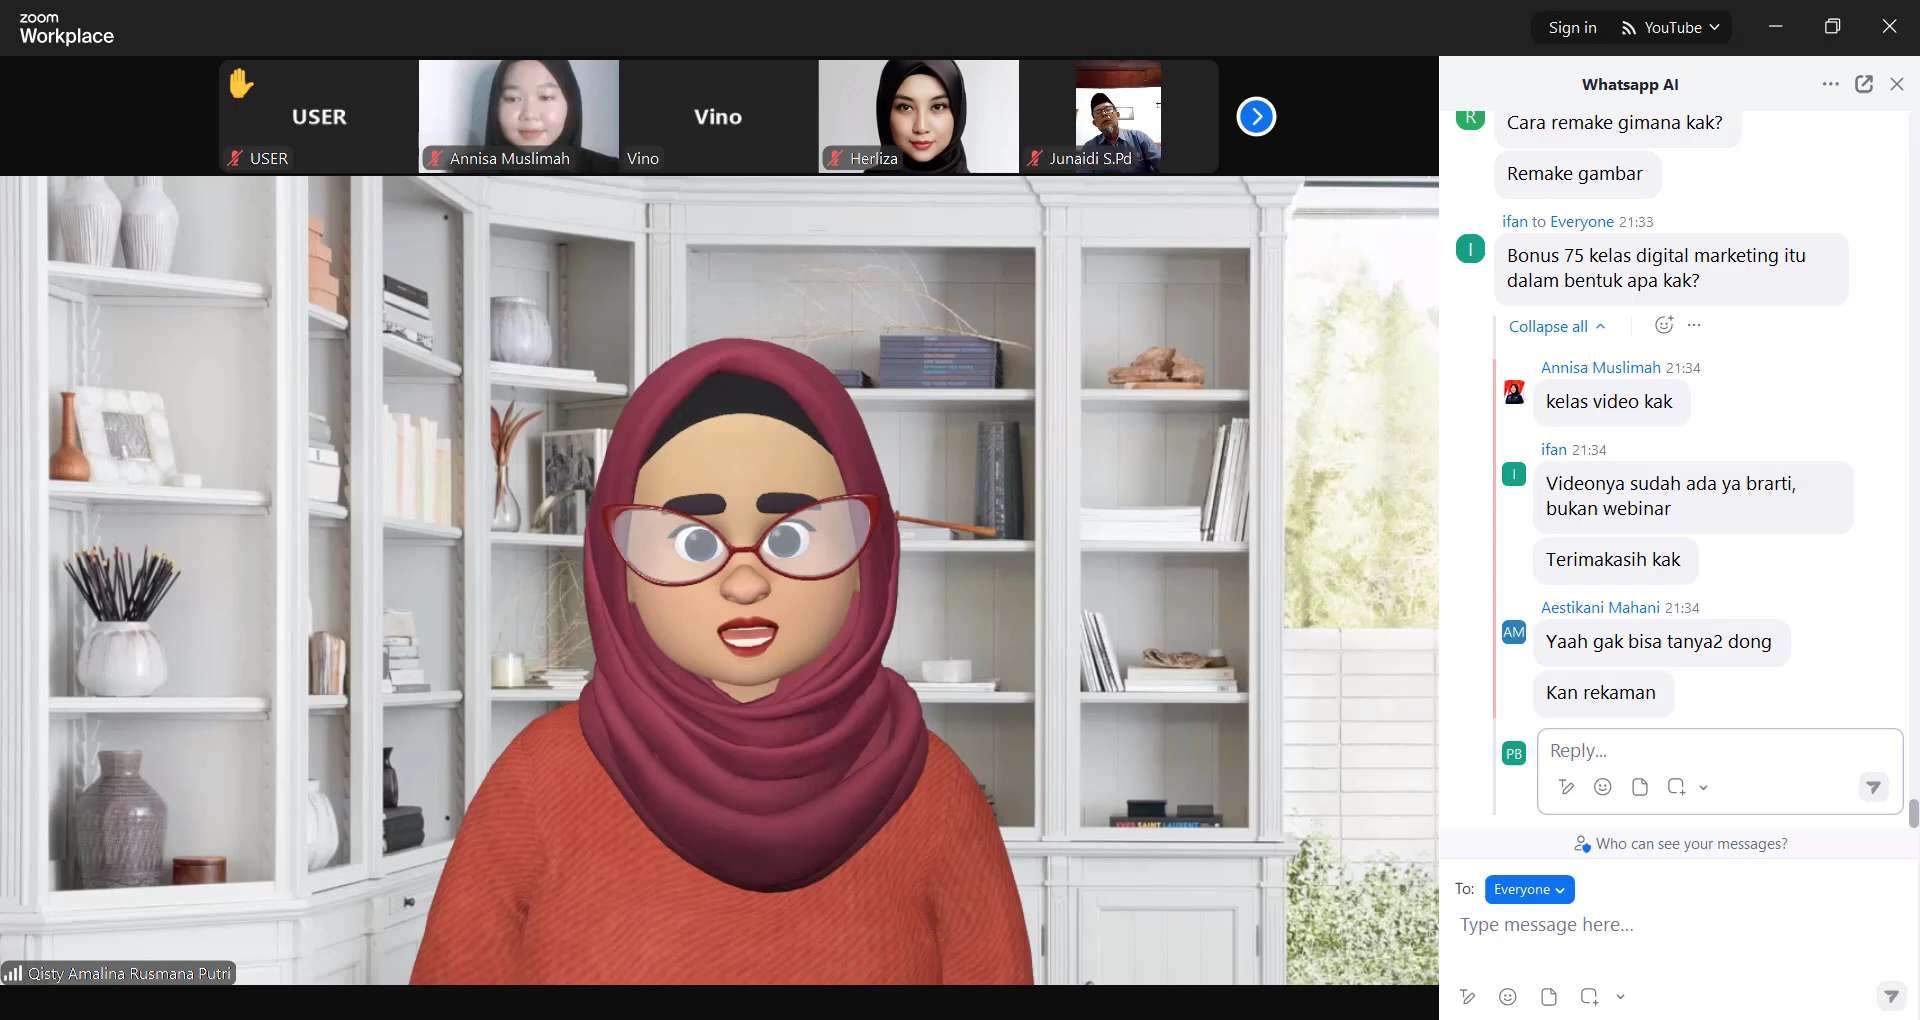 zoom
Workplace
Sign in
YouTube
USER
USER
Annisa Muslimah
Vino
Vino
Herliza
Junaidi S.Pd
YVES SAINT LAURENT
Qisty Amalina Rusmana Putri
Whatsapp AI
R
Cara remake gimana kak?
Remake gambar
ifan to Everyone 21:33
I
Bonus 75 kelas digital marketing itu
dalam bentuk apa kak?
Collapse all
Annisa Muslimah 21:34
kelas video kak
ifan 21:34
I
Videonya sudah ada ya brarti,
bukan webinar
Terimakasih kak
Aestikani Mahani 21:34
AM
Yaah gak bisa tanya2 dong
Kan rekaman
PB
Reply...
Who can see your messages?
To: Everyone
Type message here...